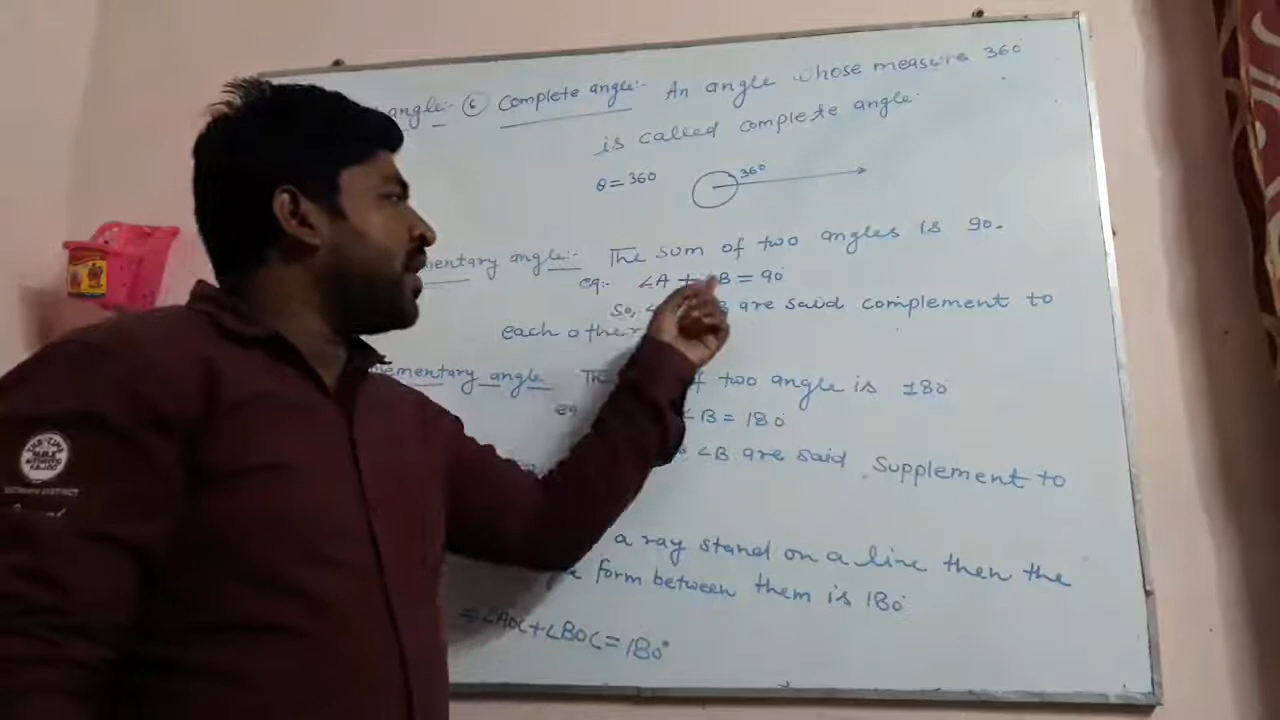 angle:- ⑥ Complete angle:- An angle whose measure 360°
is called complete angle.
θ = 360 360°
mentary angle:- The sum of two angles is 90.
eg:- ∠A + B = 90°
So, ∠ B are said complement to
each other
ementary angle of two angle is 180°
eg ∠B = 180°
∠B are said Supplement to
a ray stand on a line then the
form between them is 180°
= ∠AOC + ∠BOC = 180°